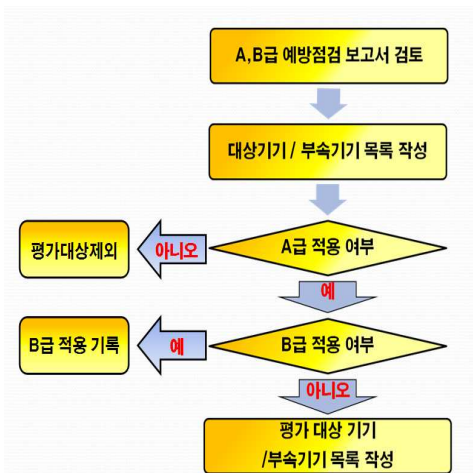 A,B급 예방점검 보고서 검토
대상기기 / 부속기기 목록 작성
A급 적용 여부
아니오
평가대상제외
예
B급 적용 여부
예
B급 적용 기록
아니오
평가 대상 기기
/부속기기 목록 작성